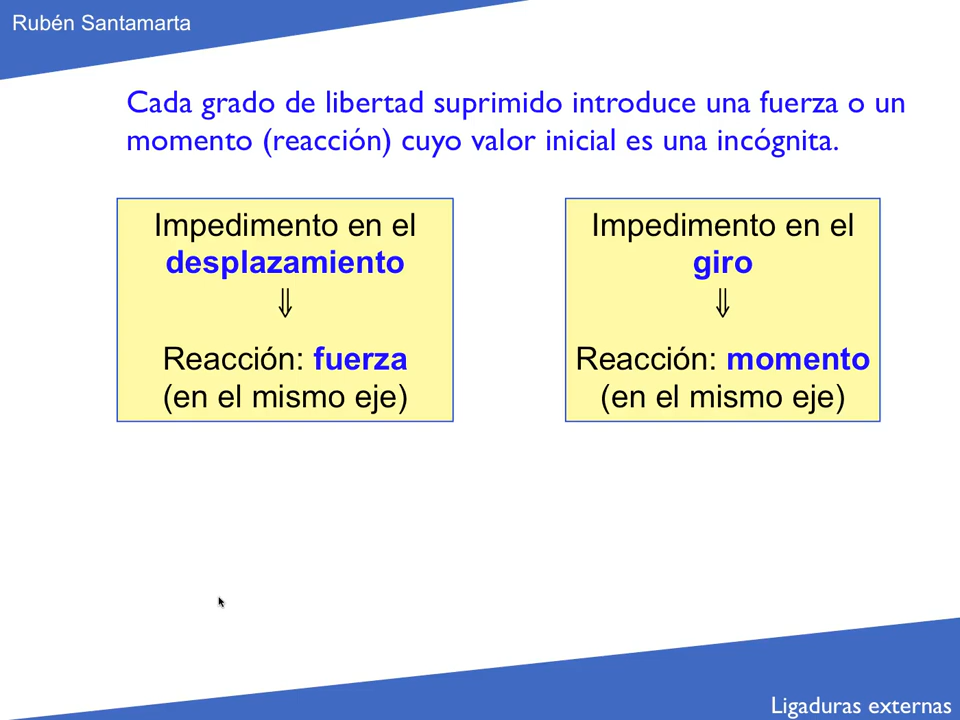 Rubén Santamarta
Cada grado de libertad suprimido introduce una fuerza o un
momento (reacción) cuyo valor inicial es una incógnita.
Impedimento en el
desplazamiento
⇓
Reacción: fuerza
(en el mismo eje)
Impedimento en el
giro
⇓
Reacción: momento
(en el mismo eje)
Ligaduras externas